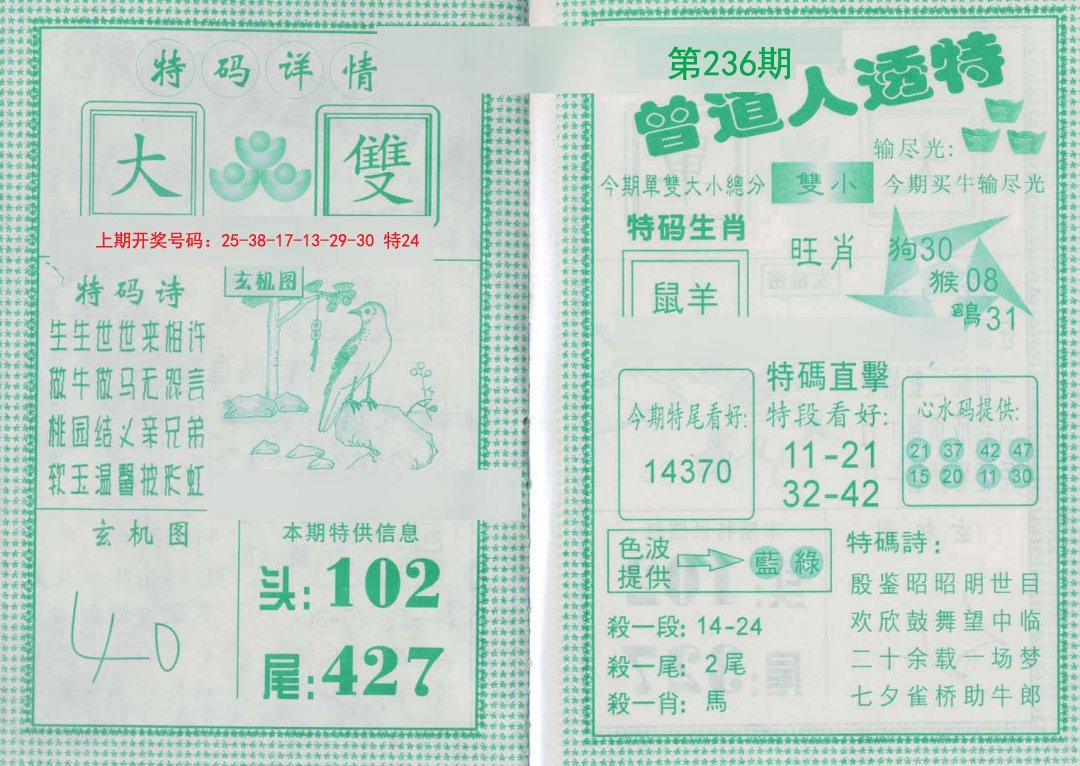 特码详情
大 雙
上期开奖号码：25-38-17-13-29-30 特24
特码诗
生生世世来相许
做牛做马无怨言
桃园结义亲兄弟
软玉温馨披彩虹
玄机图
玄机图
40
本期特供信息
头:102
尾:427
第236期
曾道人透特
输尽光:
今期單雙大小總分 雙小 今期买牛输尽光
特码生肖
鼠羊
旺肖
狗30
猴08
鷄31
今期特尾看好:
14370
特碼直擊
特段看好:
11-21
32-42
心水码提供:
21 37 42 47
15 20 11 30
色波
提供
藍 綠
殺一段: 14-24
殺一尾: 2尾
殺一肖: 馬
特碼詩:
殷鉴昭昭明世目
欢欣鼓舞望中临
二十余载一场梦
七夕雀桥助牛郎